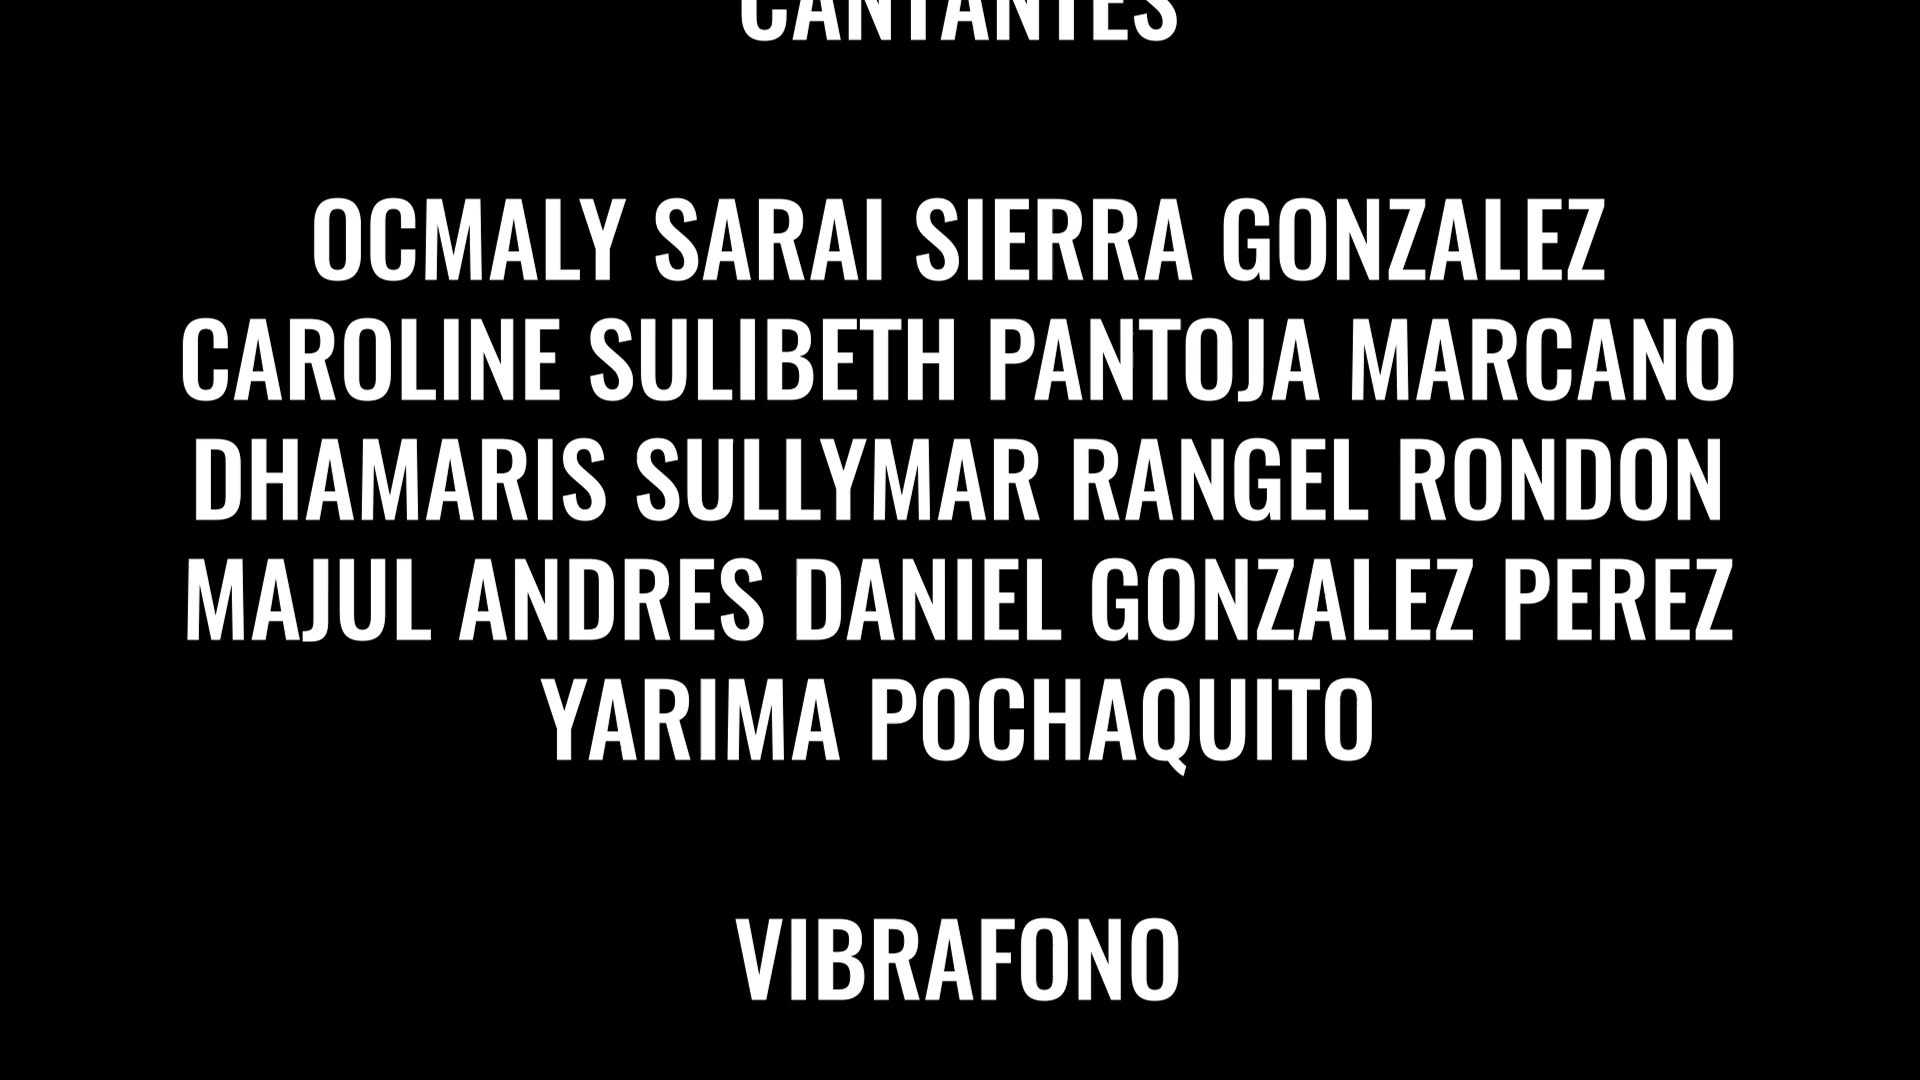 CANTANTES
OCMALY SARAI SIERRA GONZALEZ
CAROLINE SULIBETH PANTOJA MARCANO
DHAMARIS SULLYMAR RANGEL RONDON
MAJUL ANDRES DANIEL GONZALEZ PEREZ
YARIMA POCHAQUITO
VIBRAFONO